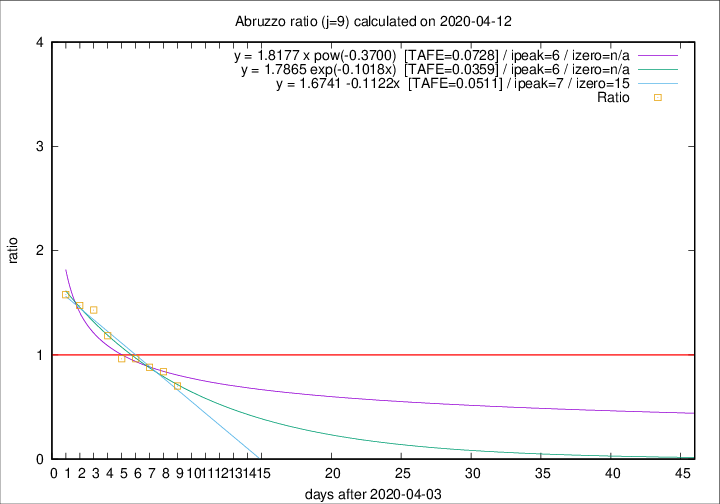 Abruzzo ratio (j=9) calculated on 2020-04-12
y = 1.8177 x pow(-0.3700) [TAFE=0.0728] / ipeak=6 / izero=n/a
y = 1.7865 exp(-0.1018x) [TAFE=0.0359] / ipeak=6 / izero=n/a
y = 1.6741 -0.1122x [TAFE=0.0511] / ipeak=7 / izero=15
Ratio
4
3
2
1
0
ratio
0 1 2 3 4 5 6 7 8 9 10 11 12 13 14 15 20 25 30 35 40 45
days after 2020-04-03